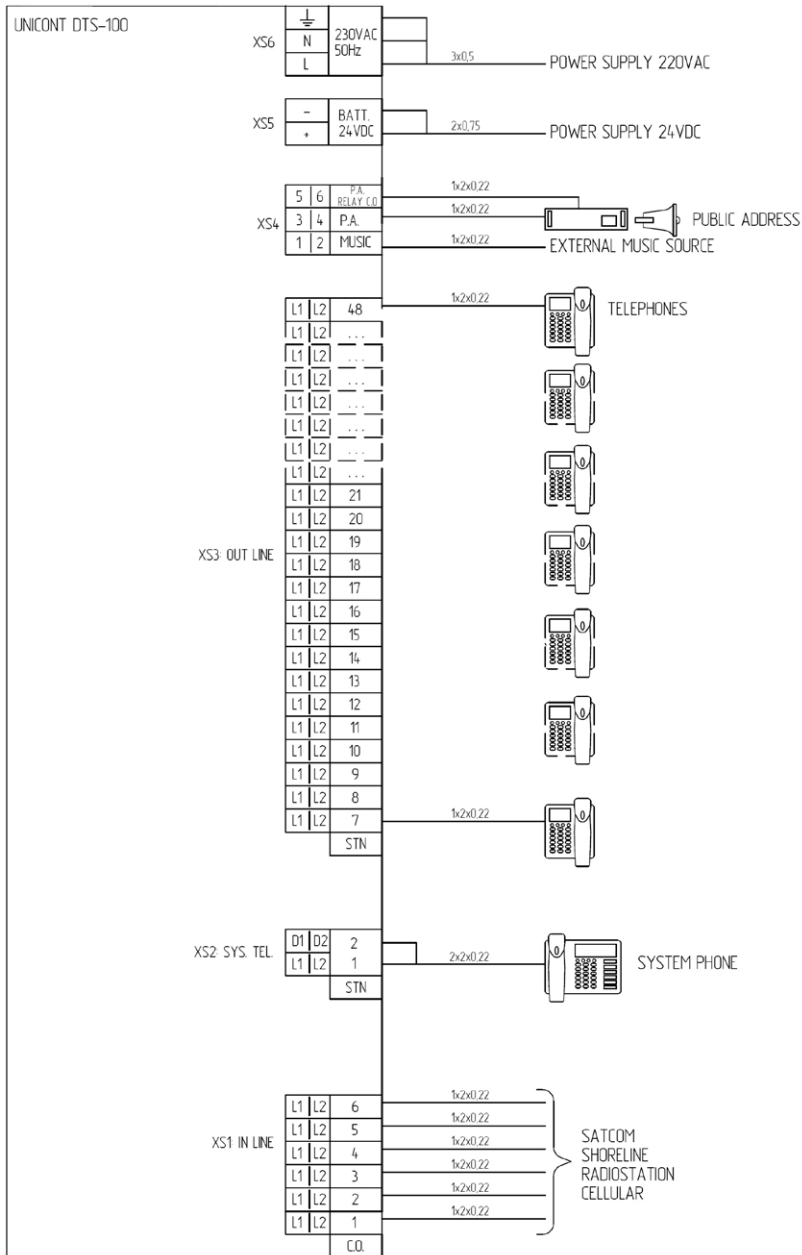 UNICONT DTS-100
XS6
N
L
230VAC
50Hz
3x0,5
POWER SUPPLY 220VAC
XS5
-
+
BATT.
24VDC
2x0,75
POWER SUPPLY 24VDC
XS4
5 6 P.A. RELAY C.O
3 4 P.A.
1 2 MUSIC
1x2x0,22
1x2x0,22
1x2x0,22
PUBLIC ADDRESS
EXTERNAL MUSIC SOURCE
XS3: OUT LINE
L1 L2 48
1x2x0,22
TELEPHONES
L1 L2 ...
L1 L2 ...
L1 L2 ...
L1 L2 ...
L1 L2 ...
L1 L2 ...
L1 L2 ...
L1 L2 21
L1 L2 20
L1 L2 19
L1 L2 18
L1 L2 17
L1 L2 16
L1 L2 15
L1 L2 14
L1 L2 13
L1 L2 12
L1 L2 11
L1 L2 10
L1 L2 9
L1 L2 8
L1 L2 7
1x2x0,22
STN
XS2: SYS. TEL.
D1 D2 2
L1 L2 1
STN
2x2x0,22
SYSTEM PHONE
XS1 IN LINE
L1 L2 6 1x2x0,22
L1 L2 5 1x2x0,22
L1 L2 4 1x2x0,22
L1 L2 3 1x2x0,22
L1 L2 2 1x2x0,22
L1 L2 1 1x2x0,22
C.O.
SATCOM
SHORELINE
RADIOSTATION
CELLULAR